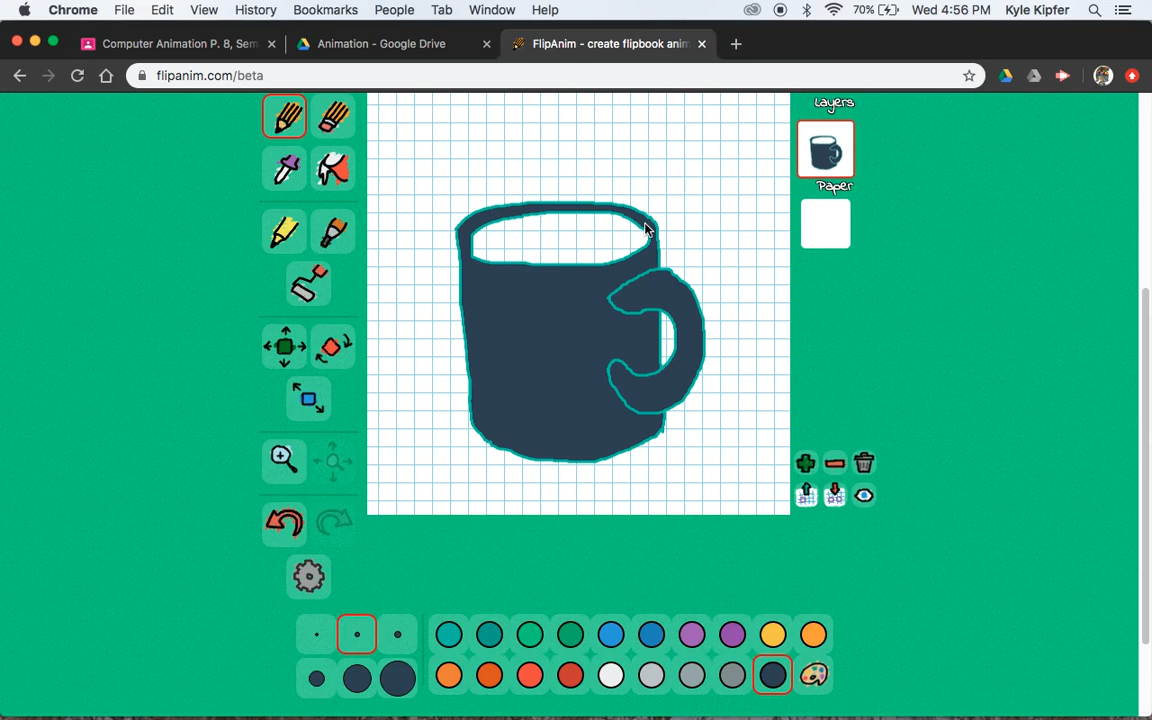 Chrome File Edit View History Bookmarks People Tab Window Help 70% Wed 4:56 PM Kyle Kipfer
Computer Animation P. 8, Sem Animation - Google Drive FlipAnim - create flipbook anim
flipanim.com/beta
Layers
Paper